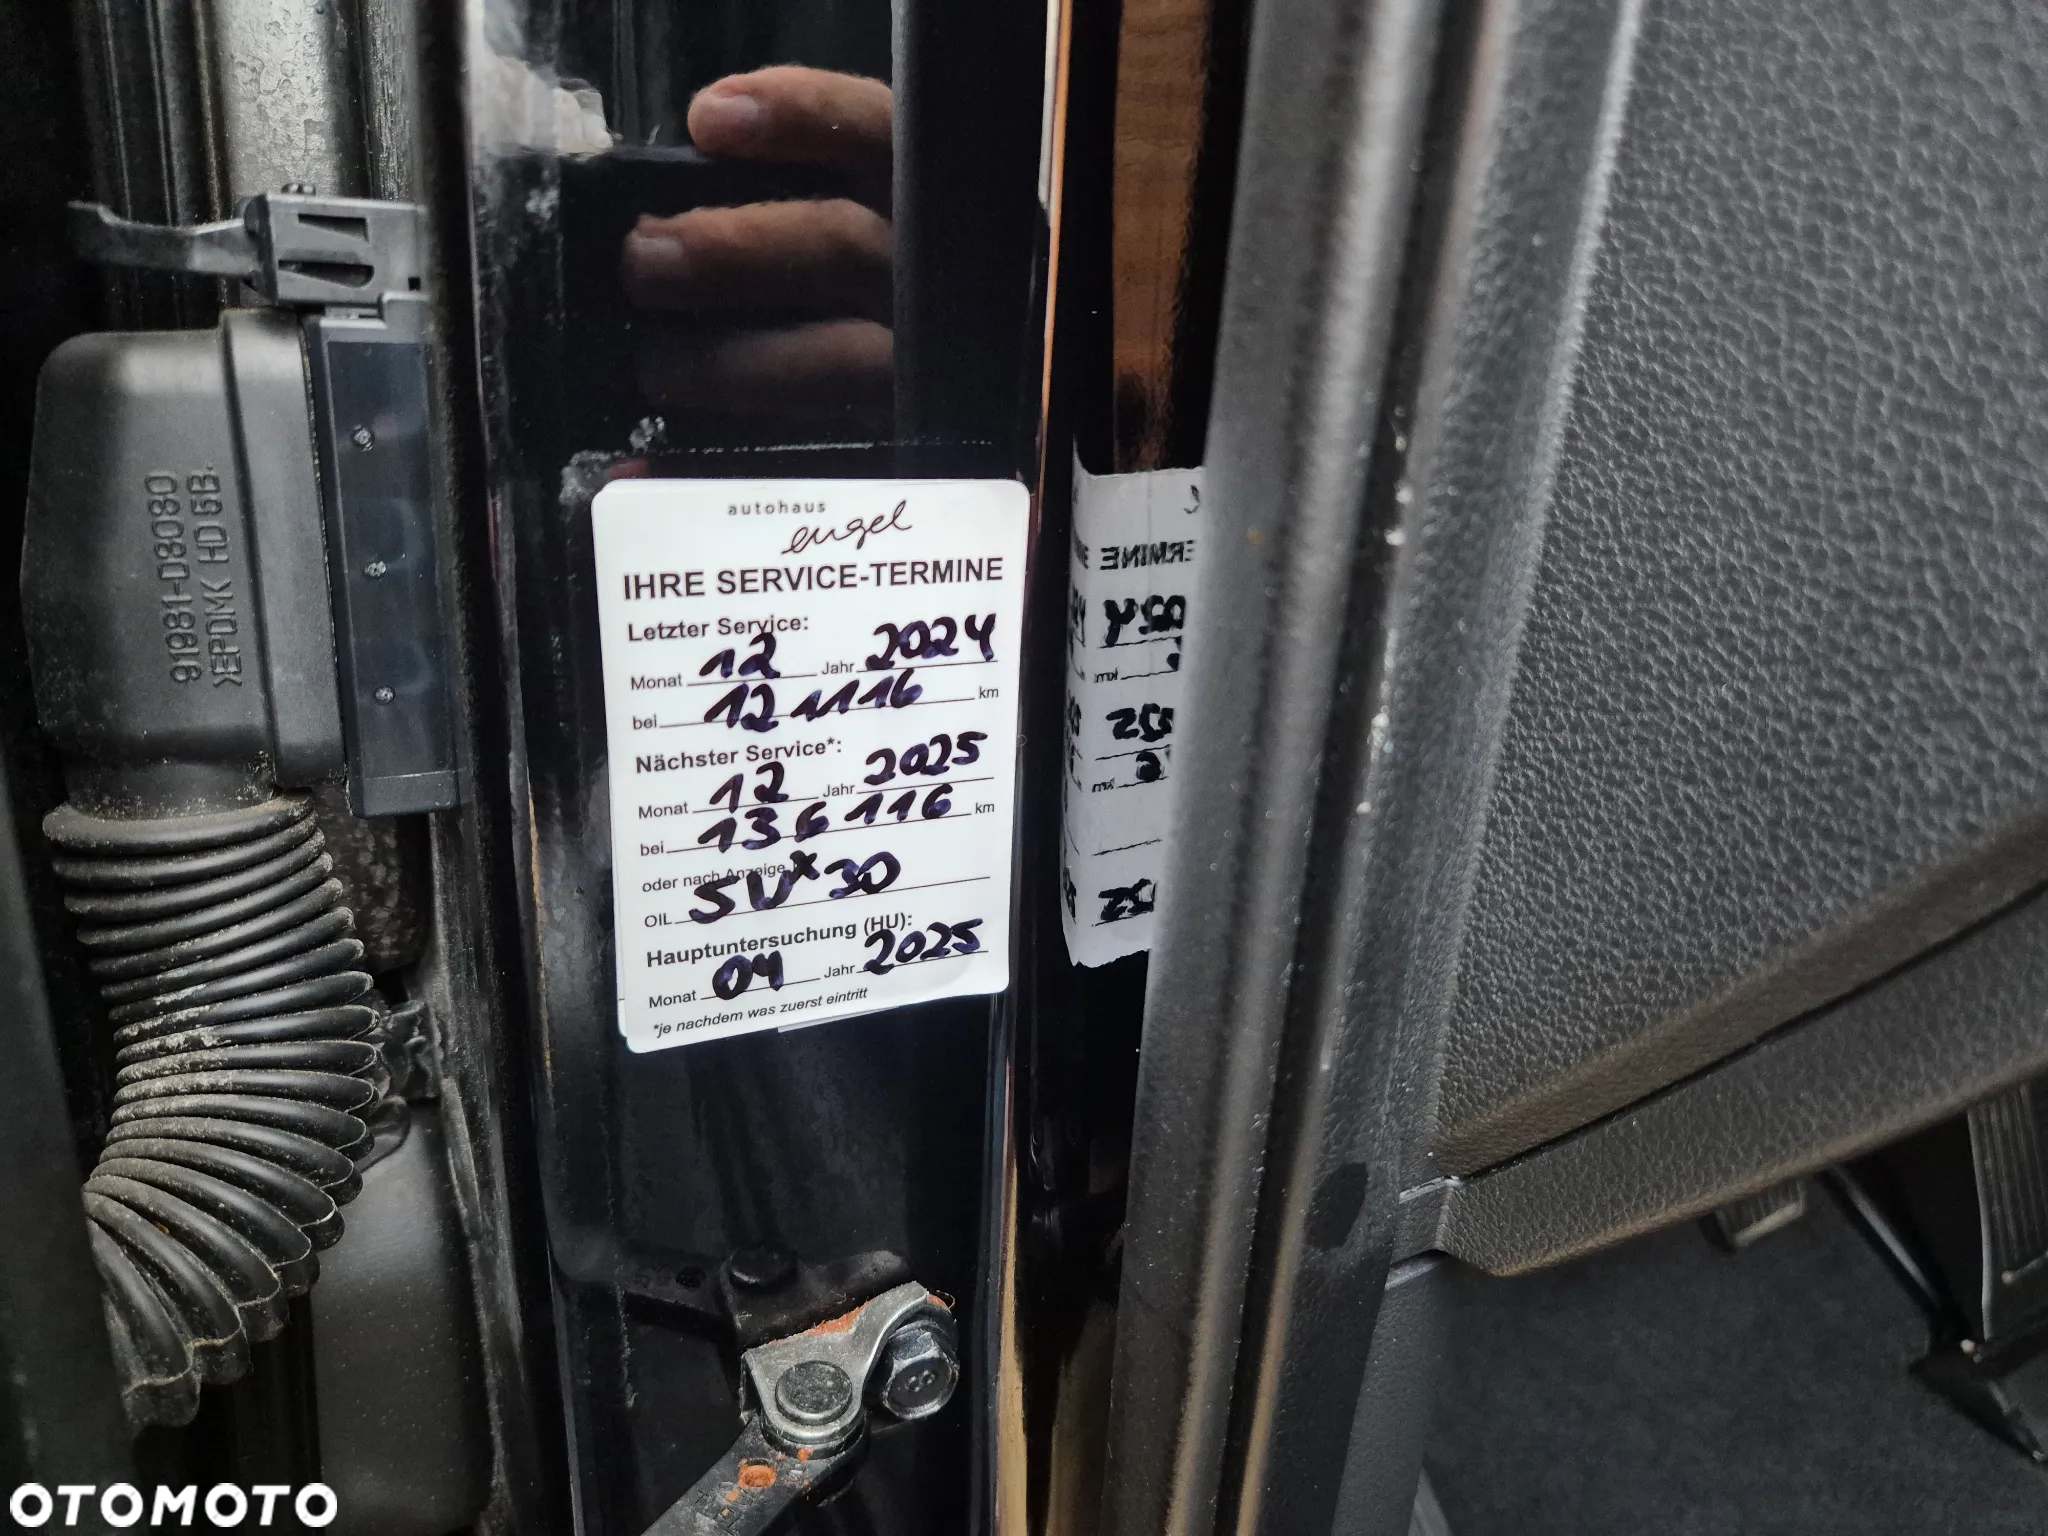 autohaus
engel
IHRE SERVICE-TERMINE
Letzter Service:
Monat 12 Jahr 2024
bei 121116 km
Nächster Service*:
Monat 12 Jahr 2025
bei 136116 km
oder nach Anzeige x
OIL 5W30
Hauptuntersuchung (HU):
Monat 04 Jahr 2025
*je nachdem was zuerst eintritt
91981-D8080
>EPDM< HD 5B
OTOMOTO